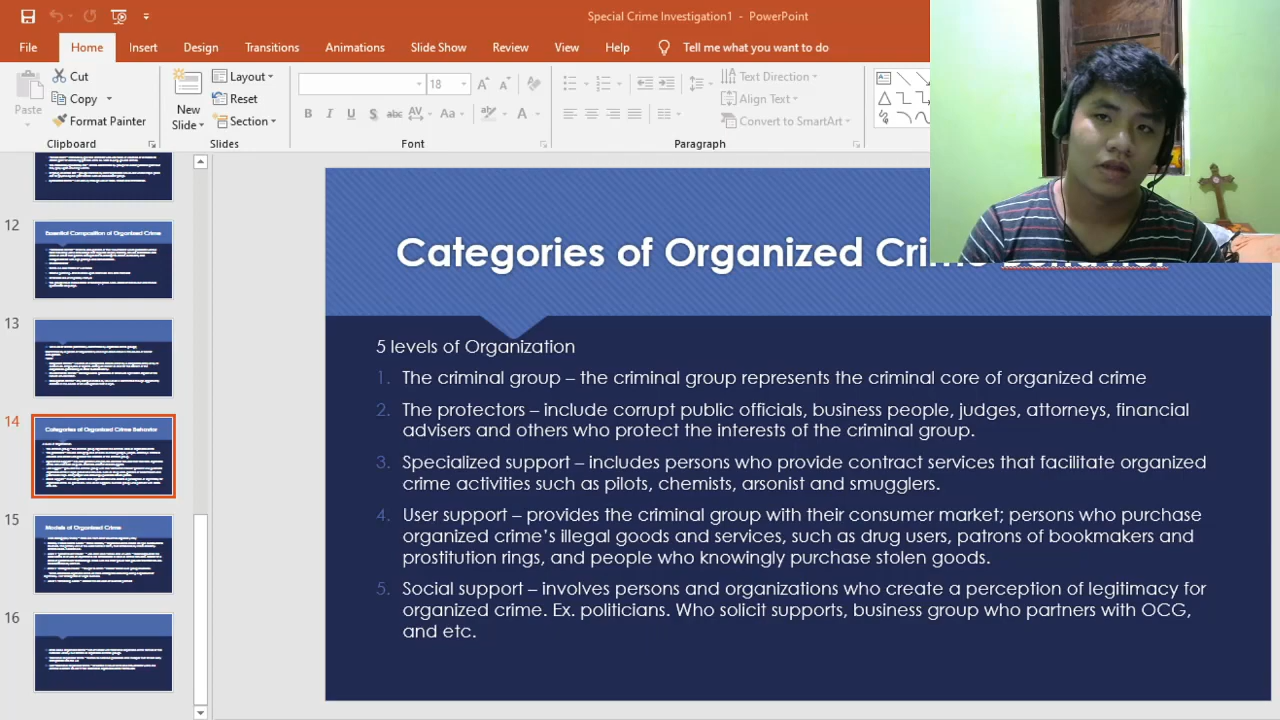 Special Crime Investigation1 - PowerPoint
File Home Insert Design Transitions Animations Slide Show Review View Help Tell me what you want to do
Paste
Cut
Copy
Format Painter
Clipboard
New
Slide
Layout
Reset
Section
Slides
18
B I U S abc AV Aa A
Font
Text Direction
Align Text
Convert to SmartArt
Paragraph
12
Essential Composition of Organized Crime
13
14
Categories of Organized Crime Behavior
15
Models of Organized Crime
16
Categories of Organized Crime Behavior
5 levels of Organization
1. The criminal group – the criminal group represents the criminal core of organized crime
2. The protectors – include corrupt public officials, business people, judges, attorneys, financial
advisers and others who protect the interests of the criminal group.
3. Specialized support – includes persons who provide contract services that facilitate organized
crime activities such as pilots, chemists, arsonist and smugglers.
4. User support – provides the criminal group with their consumer market; persons who purchase
organized crime's illegal goods and services, such as drug users, patrons of bookmakers and
prostitution rings, and people who knowingly purchase stolen goods.
5. Social support – involves persons and organizations who create a perception of legitimacy for
organized crime. Ex. politicians. Who solicit supports, business group who partners with OCG,
and etc.